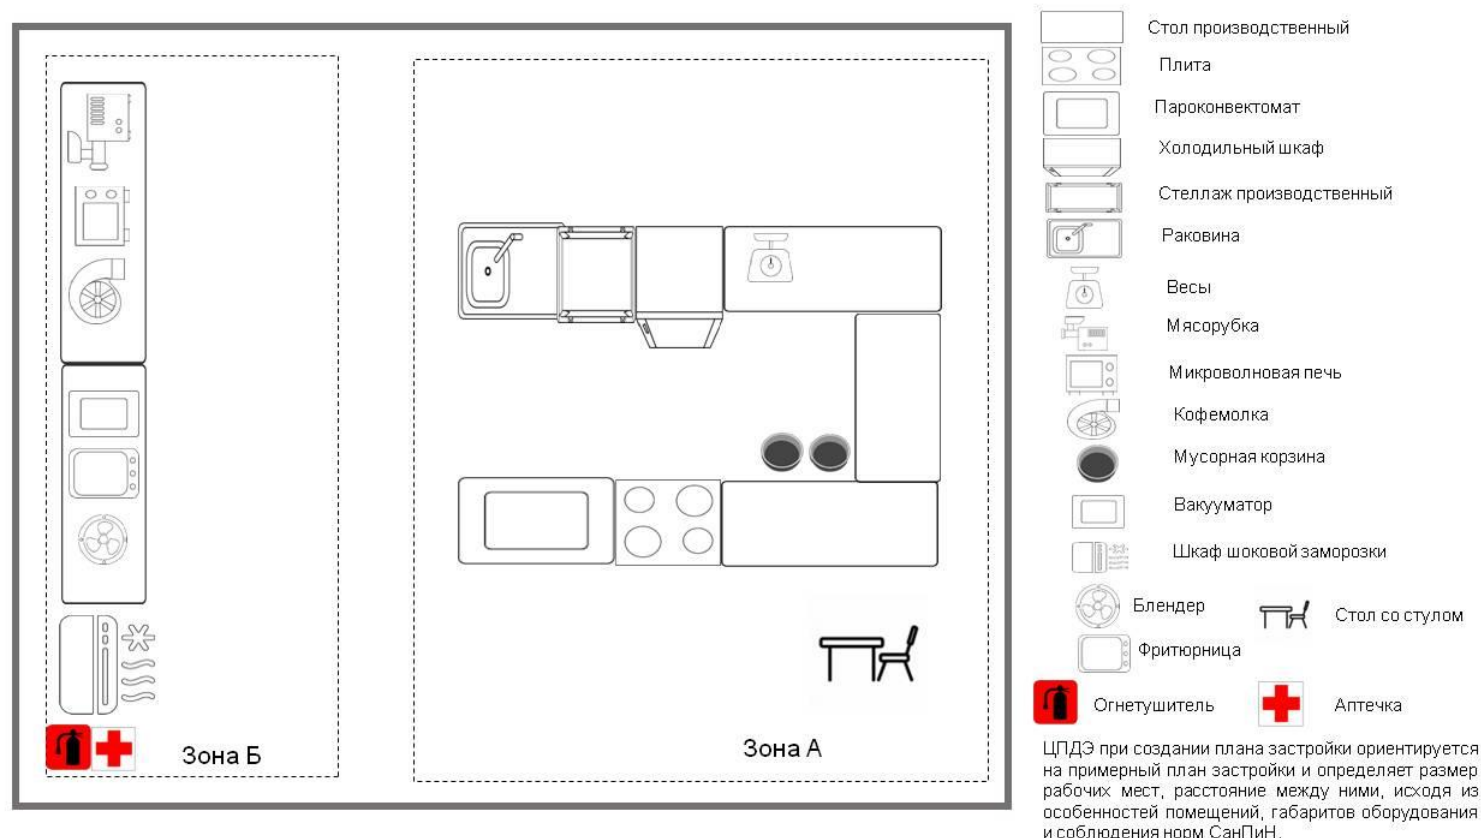 Стол производственный
Плита
Пароконвектомат
Холодильный шкаф
Стеллаж производственный
Раковина
Весы
Мясорубка
Микроволновая печь
Кофемолка
Мусорная корзина
Вакууматор
Шкаф шоковой заморозки
Блендер
Стол со стулом
Фритюрница
Огнетушитель
Аптечка
Зона Б
Зона А
ЦПДЭ при создании плана застройки ориентируется
на примерный план застройки и определяет размер
рабочих мест, расстояние между ними, исходя из
особенностей помещений, габаритов оборудования
и соблюдения норм СанПиН.